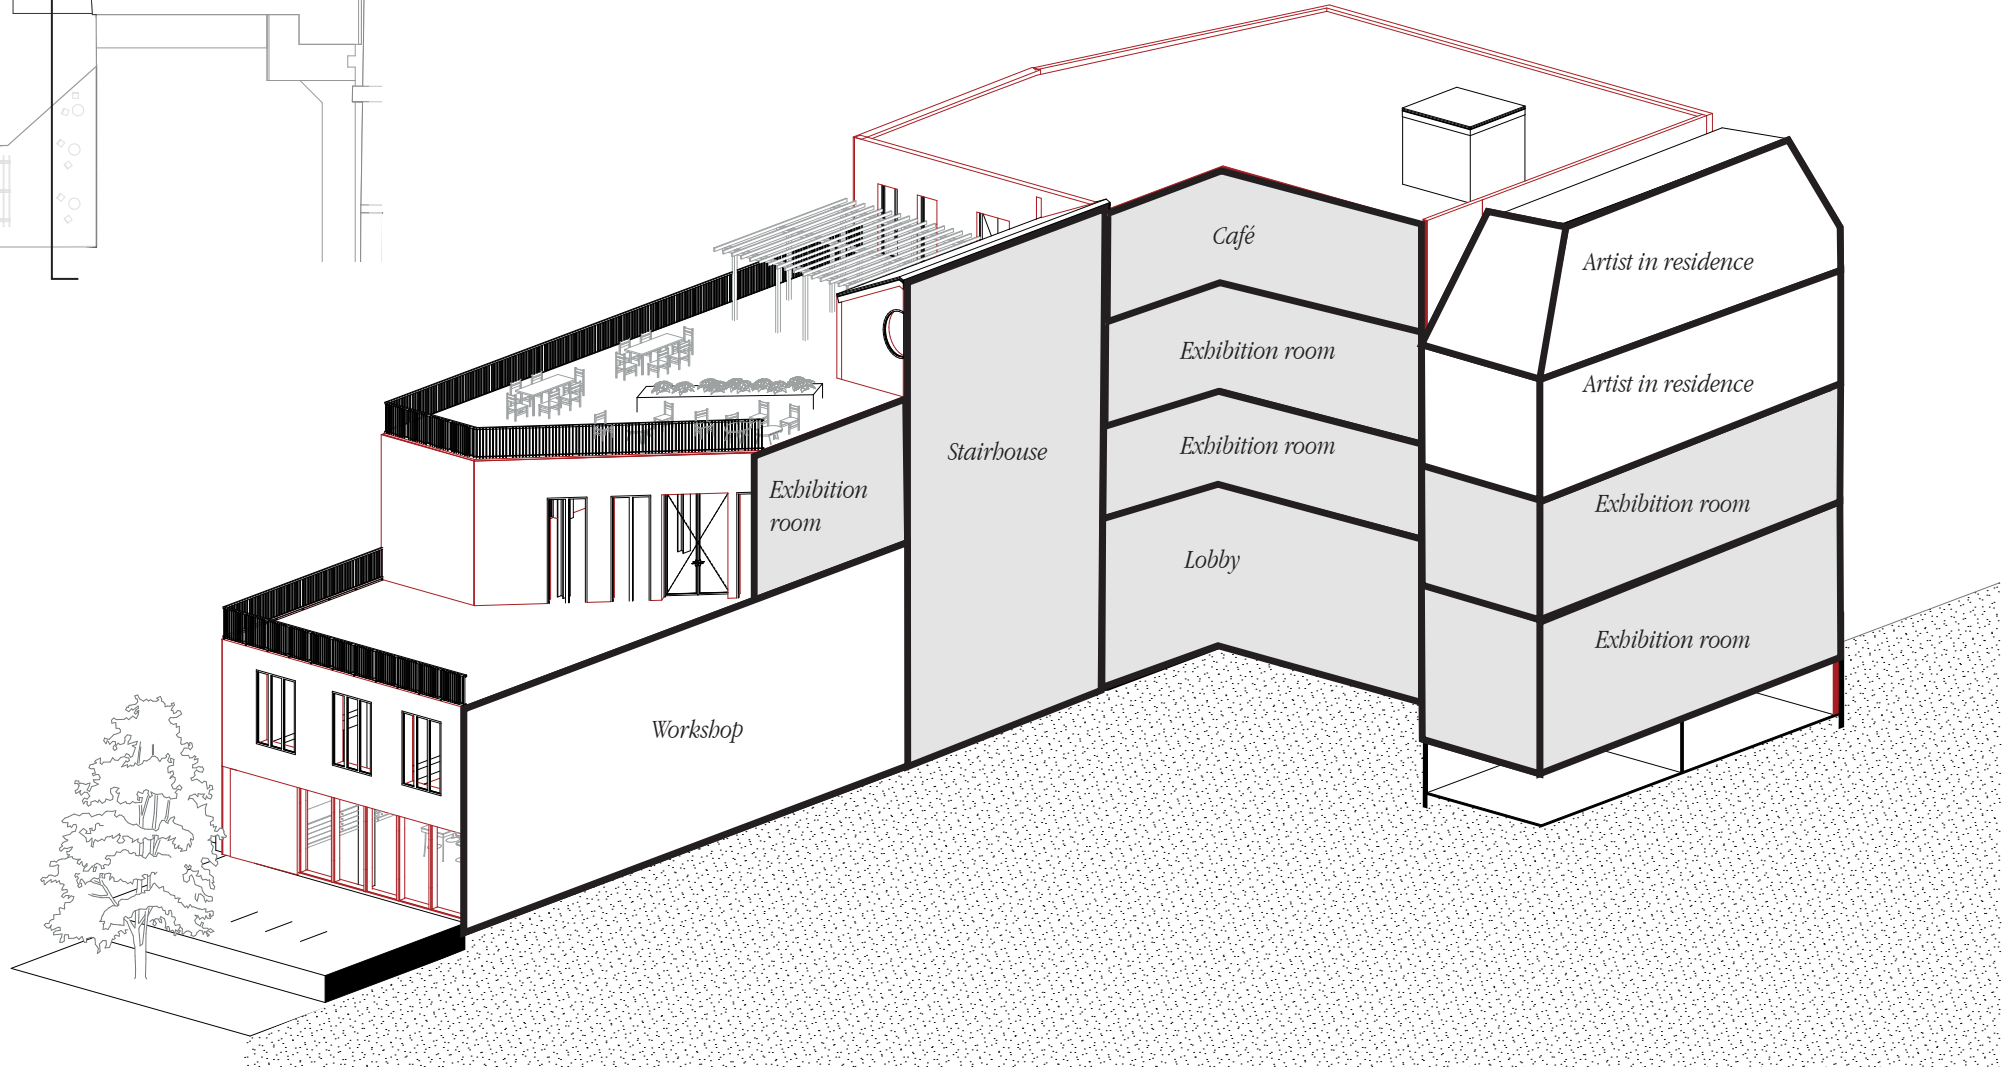 Café
Artist in residence
Exhibition room
Artist in residence
Exhibition room
Stairhouse
Exhibition
room
Exhibition room
Lobby
Exhibition room
Workshop